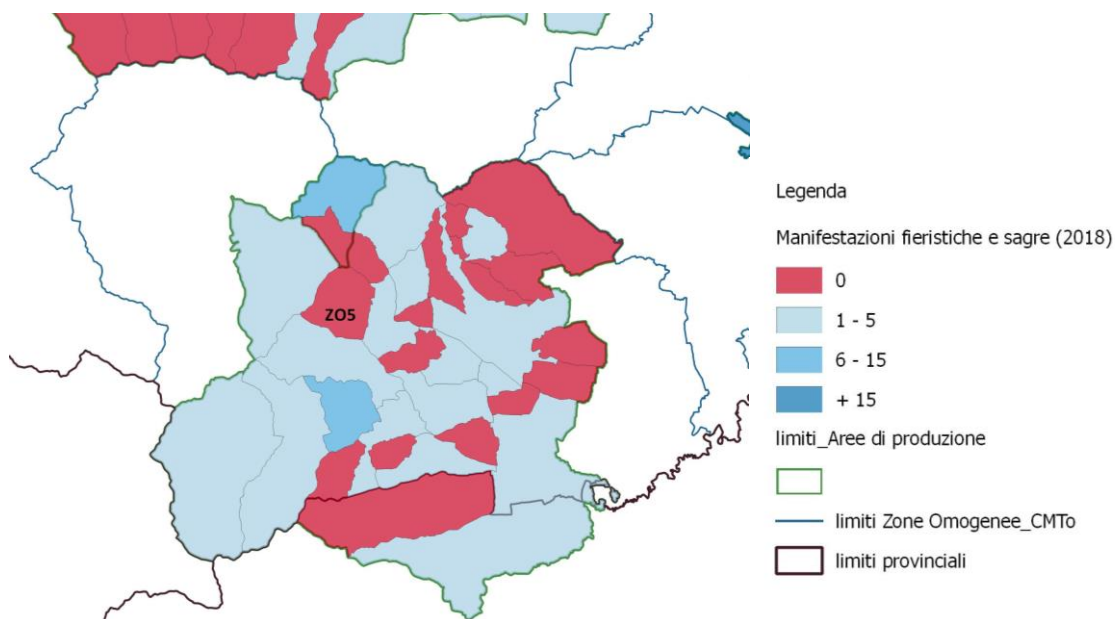 ZO5
Legenda
Manifestazioni fieristiche e sagre (2018)
0
1 - 5
6 - 15
+ 15
limiti_Aree di produzione
limiti Zone Omogenee_CMTo
limiti provinciali